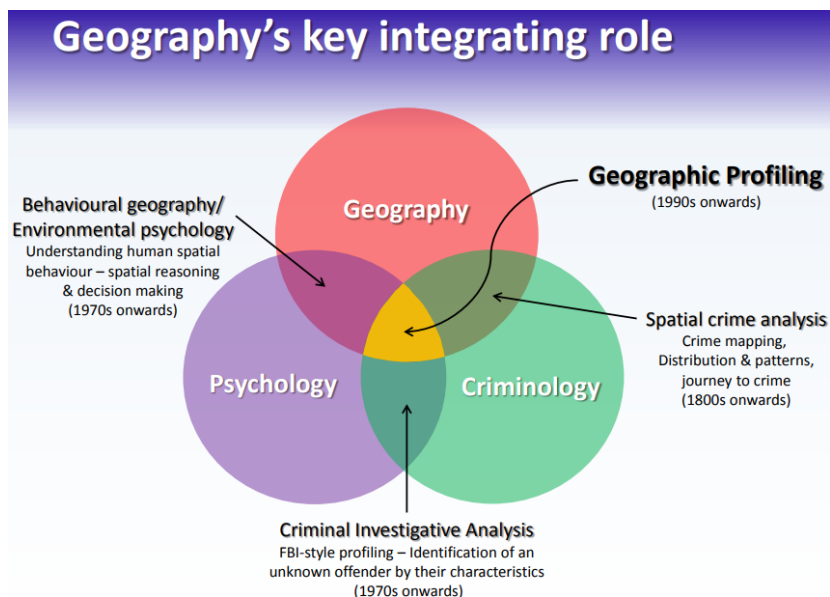 Geography's key integrating role
Geography
Geographic Profiling
(1990s onwards)
Behavioural geography/
Environmental psychology
Understanding human spatial
behaviour – spatial reasoning
& decision making
(1970s onwards)
Spatial crime analysis
Crime mapping,
Distribution & patterns,
journey to crime
(1800s onwards)
Psychology
Criminology
Criminal Investigative Analysis
FBI-style profiling – Identification of an
unknown offender by their characteristics
(1970s onwards)